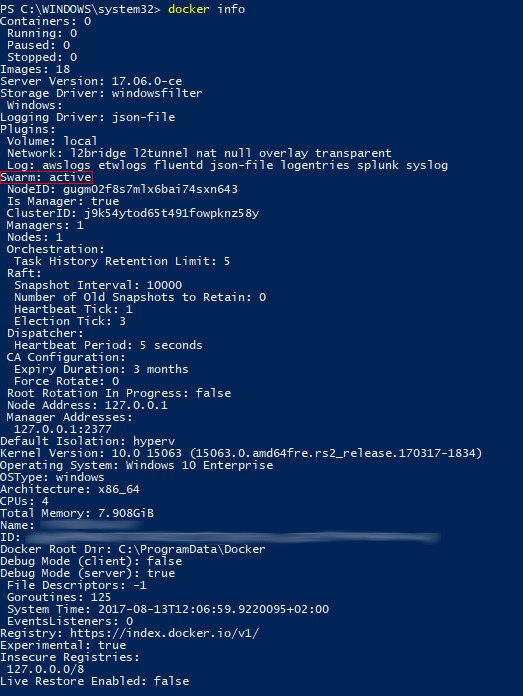 PS C:\WINDOWS\system32> docker info
Containers: 0
 Running: 0
 Paused: 0
 Stopped: 0
Images: 18
Server Version: 17.06.0-ce
Storage Driver: windowsfilter
 Windows:
Logging Driver: json-file
Plugins:
 Volume: local
 Network: l2bridge l2tunnel nat null overlay transparent
 Log: awslogs etwlogs fluentd json-file logentries splunk syslog
Swarm: active
 NodeID: gugm02f8s7mlx6bai74sxn643
 Is Manager: true
 ClusterID: j9k54ytod65t491fowpknz58y
 Managers: 1
 Nodes: 1
 Orchestration:
  Task History Retention Limit: 5
 Raft:
  Snapshot Interval: 10000
  Number of Old Snapshots to Retain: 0
  Heartbeat Tick: 1
  Election Tick: 3
 Dispatcher:
  Heartbeat Period: 5 seconds
 CA Configuration:
  Expiry Duration: 3 months
  Force Rotate: 0
 Root Rotation In Progress: false
 Node Address: 127.0.0.1
 Manager Addresses:
  127.0.0.1:2377
Default Isolation: hyperv
Kernel Version: 10.0 15063 (15063.0.amd64fre.rs2_release.170317-1834)
Operating System: Windows 10 Enterprise
OSType: windows
Architecture: x86_64
CPUs: 4
Total Memory: 7.908GiB
Name:
ID:
Docker Root Dir: C:\ProgramData\Docker
Debug Mode (client): false
Debug Mode (server): true
 File Descriptors: -1
 Goroutines: 125
 System Time: 2017-08-13T12:06:59.9220095+02:00
 EventsListeners: 0
Registry: https://index.docker.io/v1/
Experimental: true
Insecure Registries:
 127.0.0.0/8
Live Restore Enabled: false